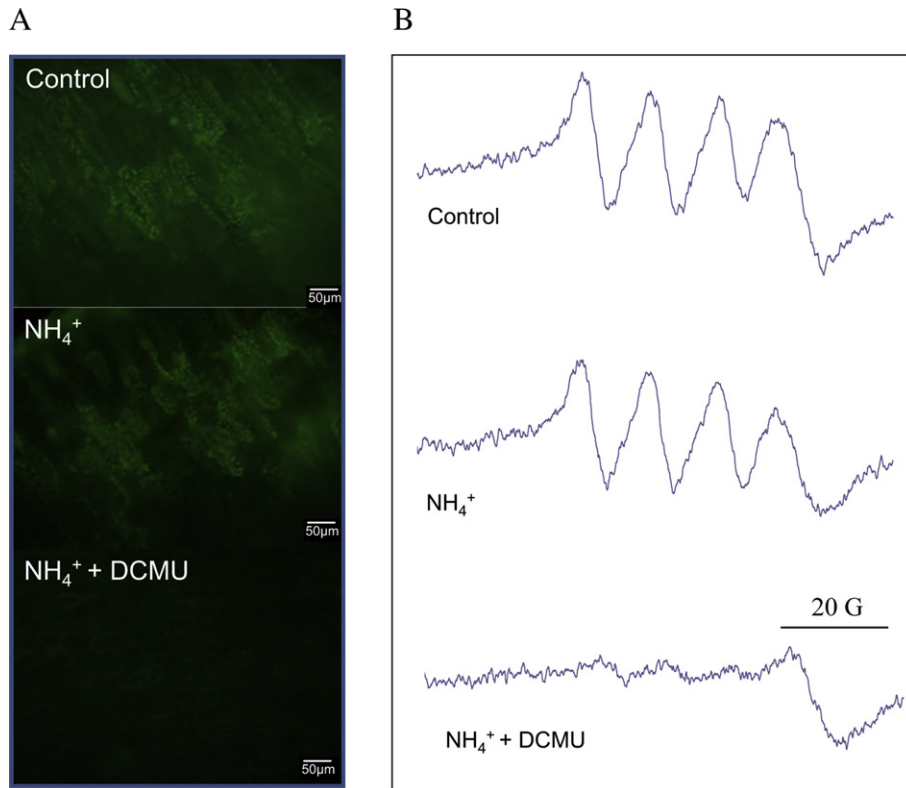 A
Control
50µm
NH₄⁺
50µm
NH₄⁺ + DCMU
50µm
B
Control
NH₄⁺
20 G
NH₄⁺ + DCMU